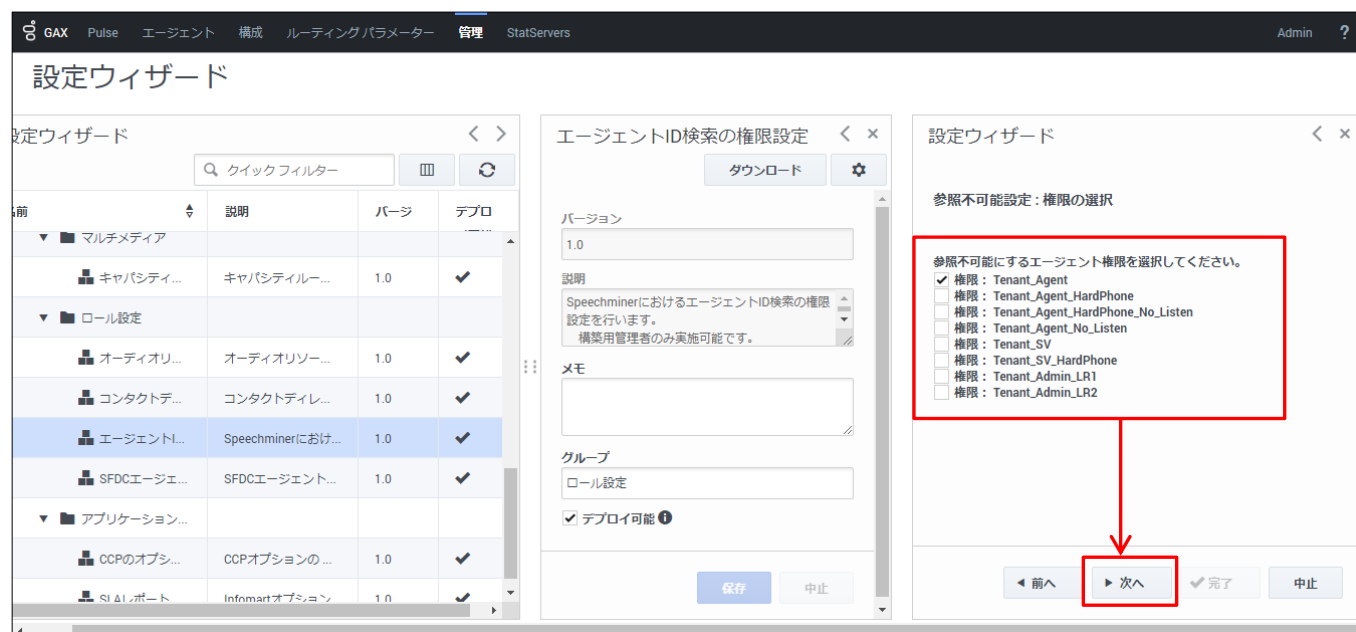 GAX Pulse エージェント 構成 ルーティング パラメーター 管理 StatServers Admin ?
設定ウィザード
設定ウィザード
クイック フィルター
名前 説明 バージ デプロ
マルチメディア
キャパシティ... キャパシティルー... 1.0
ロール設定
オーディオリ... オーディオリソー... 1.0
コンタクトデ... コンタクトディレ... 1.0
エージェントI... Speechminerにおけ... 1.0
SFDCエージェ... SFDCエージェント... 1.0
アプリケーション...
CCPのオプシ... CCPオプションの ... 1.0
SLAレポート Infomartオプション 1.0
エージェントID検索の権限設定
ダウンロード
バージョン
1.0
説明
SpeechminerにおけるエージェントID検索の権限
設定を行います。
構築用管理者のみ実施可能です。
メモ
グループ
ロール設定
デプロイ可能
保存 中止
設定ウィザード
参照不可能設定 : 権限の選択
参照不可能にするエージェント権限を選択してください。
権限： Tenant_Agent
権限： Tenant_Agent_HardPhone
権限： Tenant_Agent_HardPhone_No_Listen
権限： Tenant_Agent_No_Listen
権限： Tenant_SV
権限： Tenant_SV_HardPhone
権限： Tenant_Admin_LR1
権限： Tenant_Admin_LR2
前へ 次へ 完了 中止